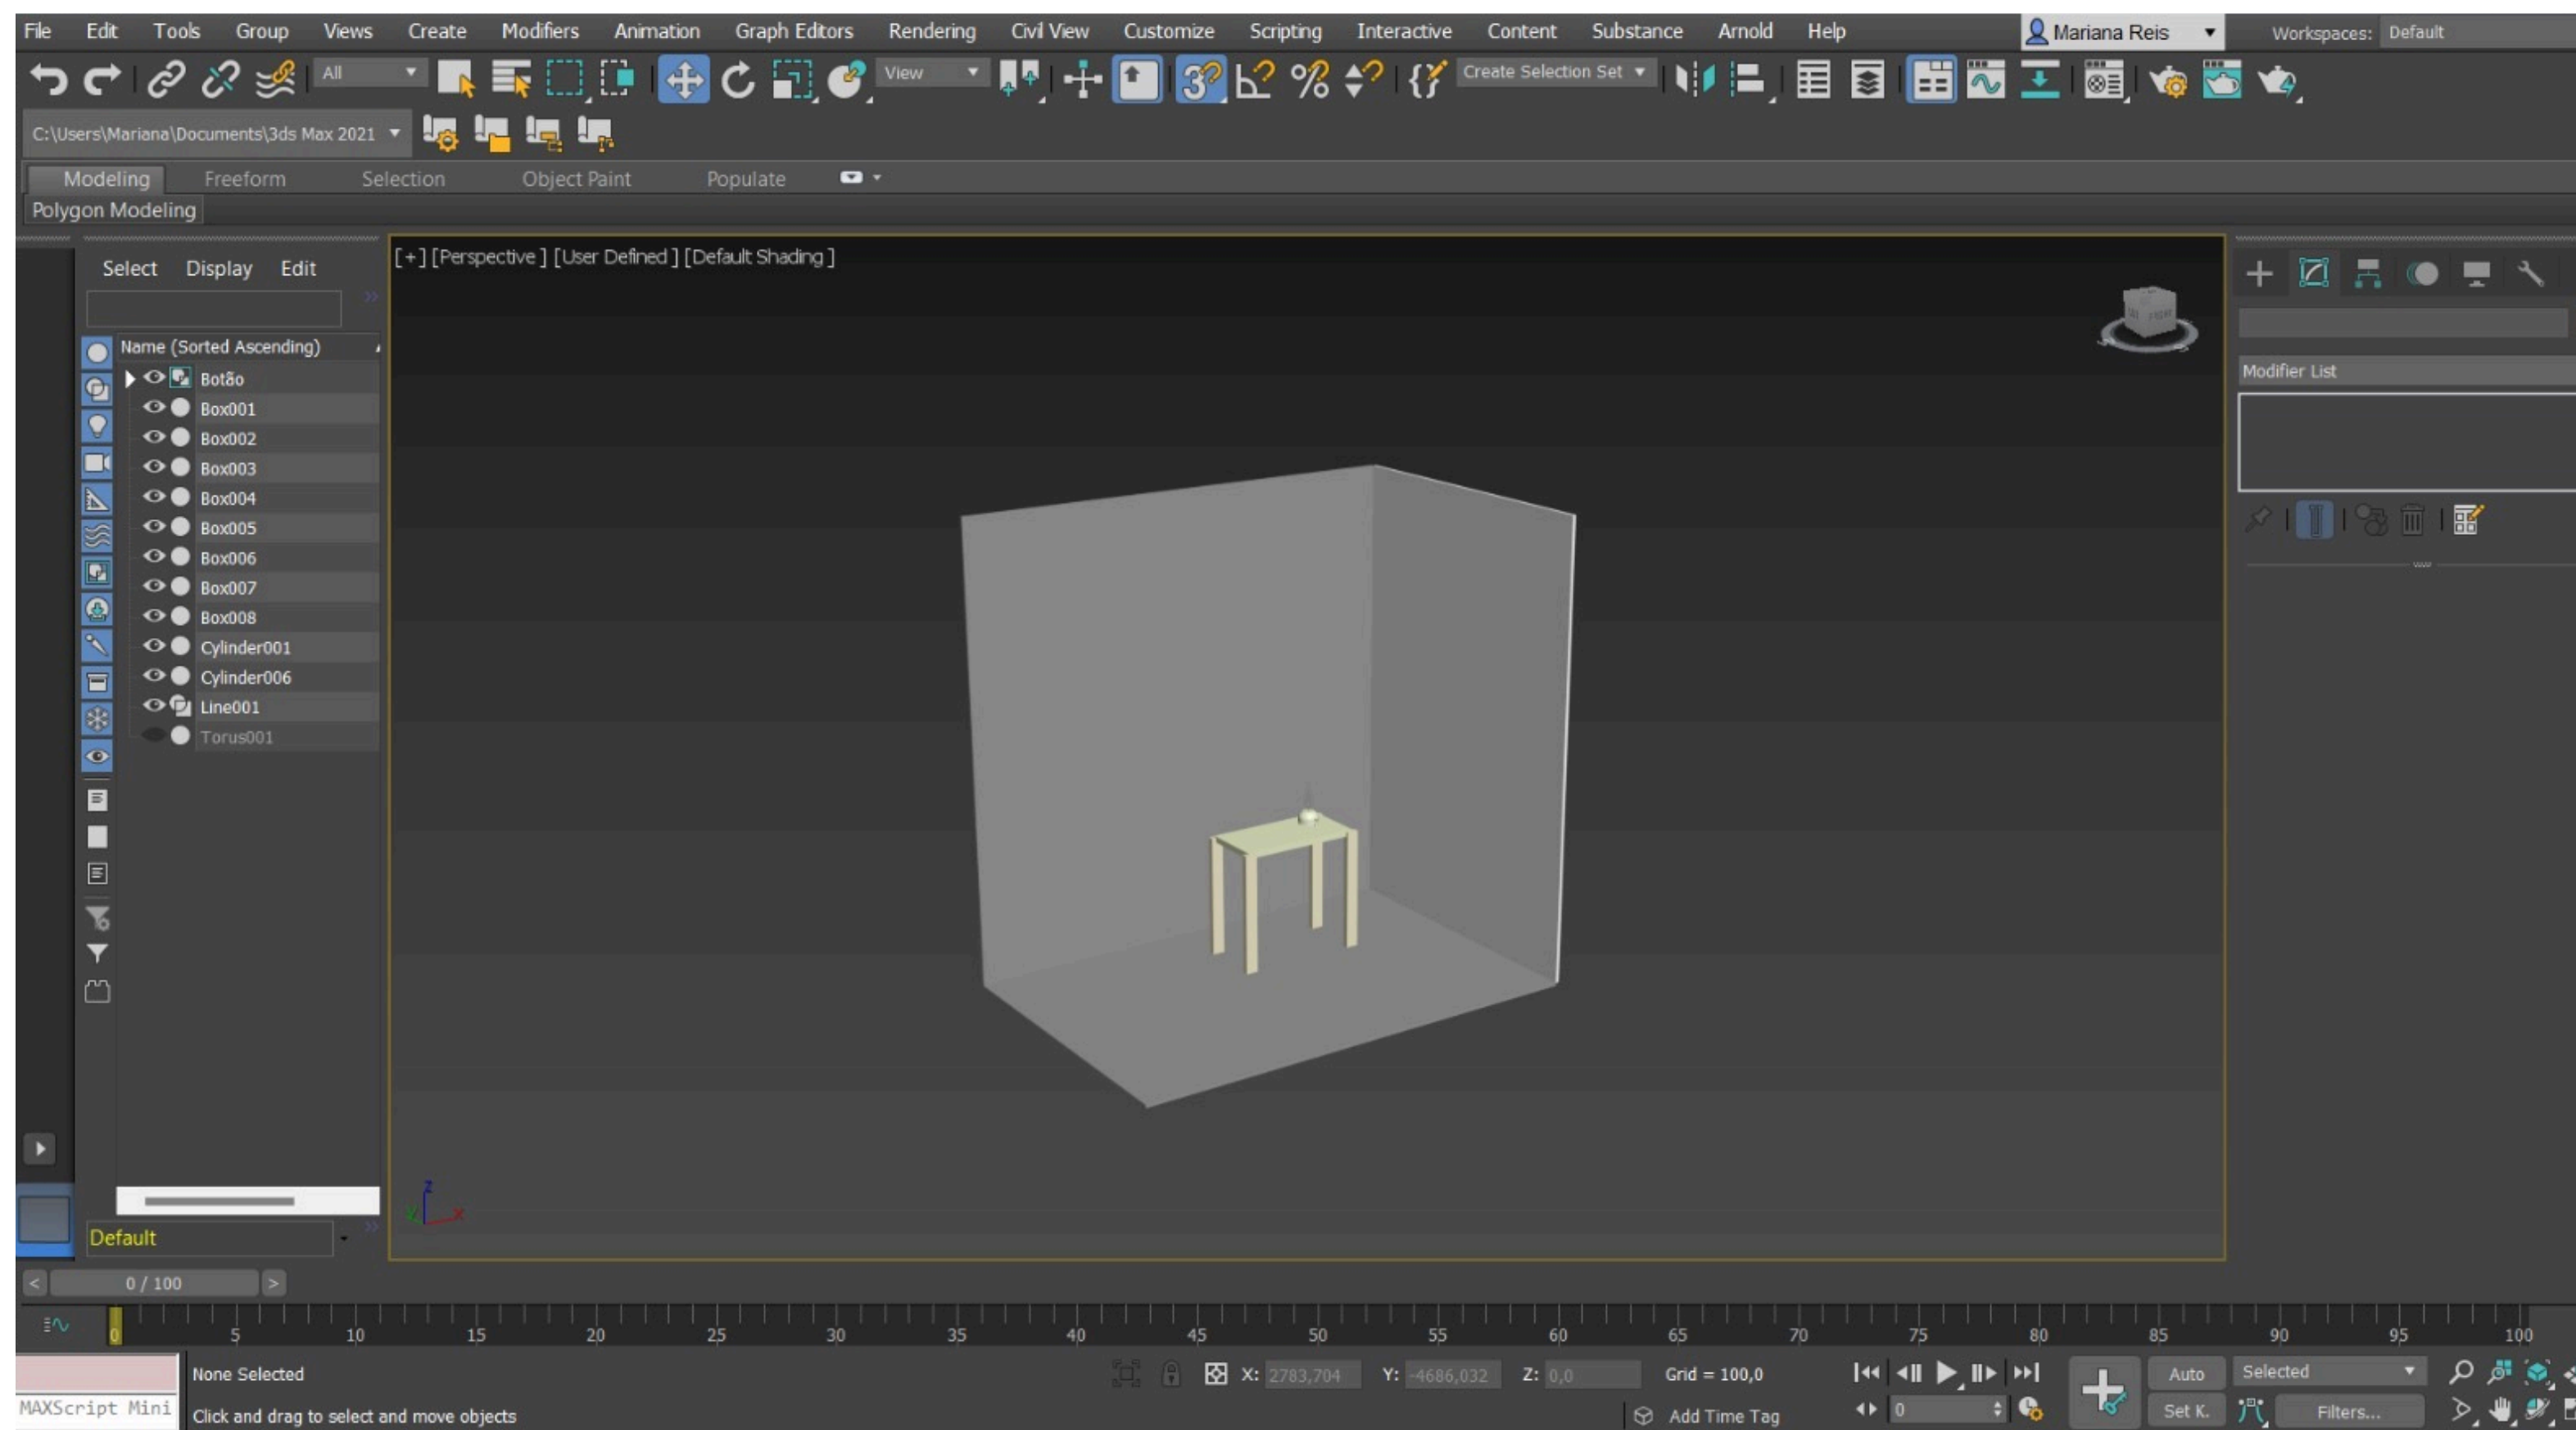 File Edit Tools Group Views Create Modifiers Animation Graph Editors Rendering Civil View Customize Scripting Interactive Content Substance Arnold Help Mariana Reis Workspaces: Default
All View 3 Create Selection Set
C:\Users\Mariana\Documents\3ds Max 2021
Modeling Freeform Selection Object Paint Populate
Polygon Modeling
[+] [Perspective ] [User Defined ] [Default Shading ]
Select Display Edit
Name (Sorted Ascending)
Botão
Box001
Box002
Box003
Box004
Box005
Box006
Box007
Box008
Cylinder001
Cylinder006
Line001
Torus001
Modifier List
z
x
Default
< 0 / 100 >
0 5 10 15 20 25 30 35 40 45 50 55 60 65 70 75 80 85 90 95 100
None Selected X: 2783,704 Y: -4686,032 Z: 0,0 Grid = 100,0 Auto Selected
MAXScript Mini Click and drag to select and move objects Add Time Tag 0 Set K. Filters...